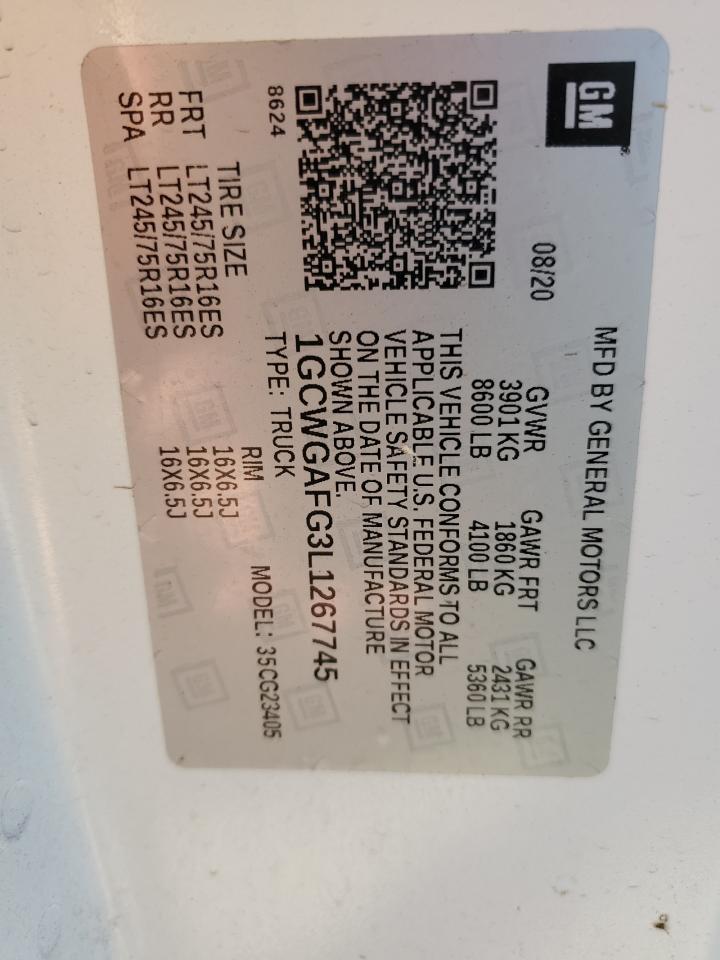 GM
MFD BY GENERAL MOTORS LLC
08/20
GVWR GAWR FRT GAWR RR
3901 KG 1860 KG 2431 KG
8600 LB 4100 LB 5360 LB
THIS VEHICLE CONFORMS TO ALL
APPLICABLE U.S. FEDERAL MOTOR
VEHICLE SAFETY STANDARDS IN EFFECT
ON THE DATE OF MANUFACTURE
SHOWN ABOVE.
1GCWGAFG3L1267745
8624
TYPE: TRUCK
MODEL: 35CG23405
TIRE SIZE RIM
FRT LT245/75R16ES 16X6.5J
RR LT245/75R16ES 16X6.5J
SPA LT245/75R16ES 16X6.5J